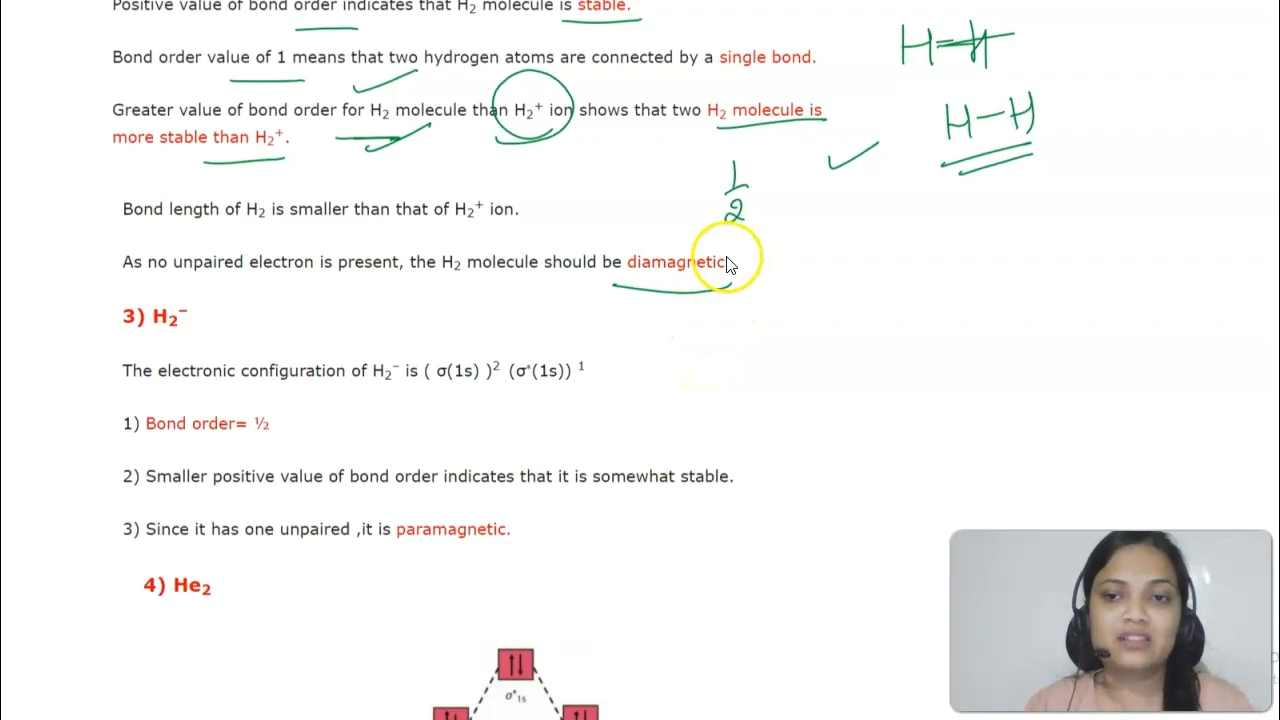 Positive value of bond order indicates that H₂ molecule is stable.
H=H
Bond order value of 1 means that two hydrogen atoms are connected by a single bond.
Greater value of bond order for H₂ molecule than H₂⁺ ion shows that two H₂ molecule is
H-H
more stable than H₂⁺.
1
2
Bond length of H₂ is smaller than that of H₂⁺ ion.
As no unpaired electron is present, the H₂ molecule should be diamagnetic
3) H₂⁻
The electronic configuration of H₂⁻ is ( σ(1s) )² (σ*(1s)) ¹
1) Bond order= ½
2) Smaller positive value of bond order indicates that it is somewhat stable.
3) Since it has one unpaired ,it is paramagnetic.
4) He₂
σ*1s